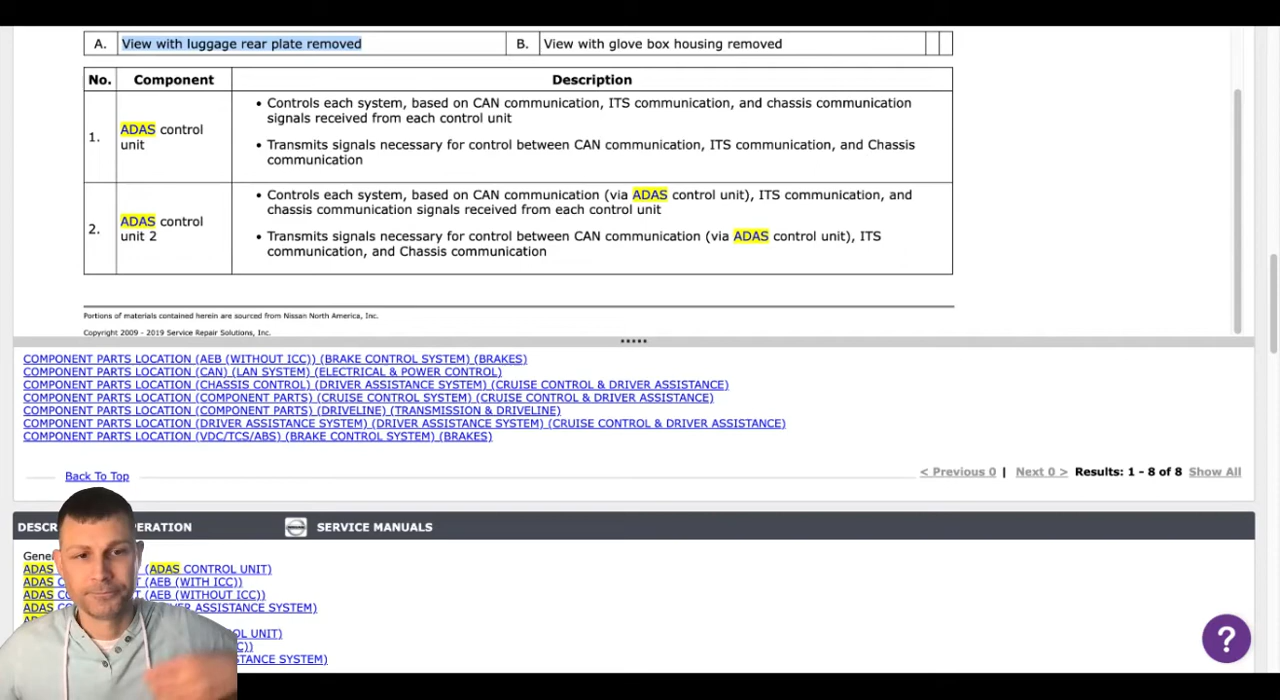 A. View with luggage rear plate removed B. View with glove box housing removed
No. Component Description
1. ADAS control unit
• Controls each system, based on CAN communication, ITS communication, and chassis communication
signals received from each control unit
• Transmits signals necessary for control between CAN communication, ITS communication, and Chassis
communication
2. ADAS control unit 2
• Controls each system, based on CAN communication (via ADAS control unit), ITS communication, and
chassis communication signals received from each control unit
• Transmits signals necessary for control between CAN communication (via ADAS control unit), ITS
communication, and Chassis communication
Portions of materials contained herein are sourced from Nissan North America, Inc.
Copyright 2009 - 2019 Service Repair Solutions, Inc.
COMPONENT PARTS LOCATION (AEB (WITHOUT ICC)) (BRAKE CONTROL SYSTEM) (BRAKES)
COMPONENT PARTS LOCATION (CAN) (LAN SYSTEM) (ELECTRICAL & POWER CONTROL)
COMPONENT PARTS LOCATION (CHASSIS CONTROL) (DRIVER ASSISTANCE SYSTEM) (CRUISE CONTROL & DRIVER ASSISTANCE)
COMPONENT PARTS LOCATION (COMPONENT PARTS) (CRUISE CONTROL SYSTEM) (CRUISE CONTROL & DRIVER ASSISTANCE)
COMPONENT PARTS LOCATION (COMPONENT PARTS) (DRIVELINE) (TRANSMISSION & DRIVELINE)
COMPONENT PARTS LOCATION (DRIVER ASSISTANCE SYSTEM) (DRIVER ASSISTANCE SYSTEM) (CRUISE CONTROL & DRIVER ASSISTANCE)
COMPONENT PARTS LOCATION (VDC/TCS/ABS) (BRAKE CONTROL SYSTEM) (BRAKES)
Back To Top < Previous 0 | Next 0 > Results: 1 - 8 of 8 Show All
DESCR ERATION SERVICE MANUALS
Gene
ADAS (ADAS CONTROL UNIT)
ADAS C (AEB (WITH ICC))
ADAS CO (AEB (WITHOUT ICC))
ADAS CO ER ASSISTANCE SYSTEM)
OL UNIT)
C))
STANCE SYSTEM)
?